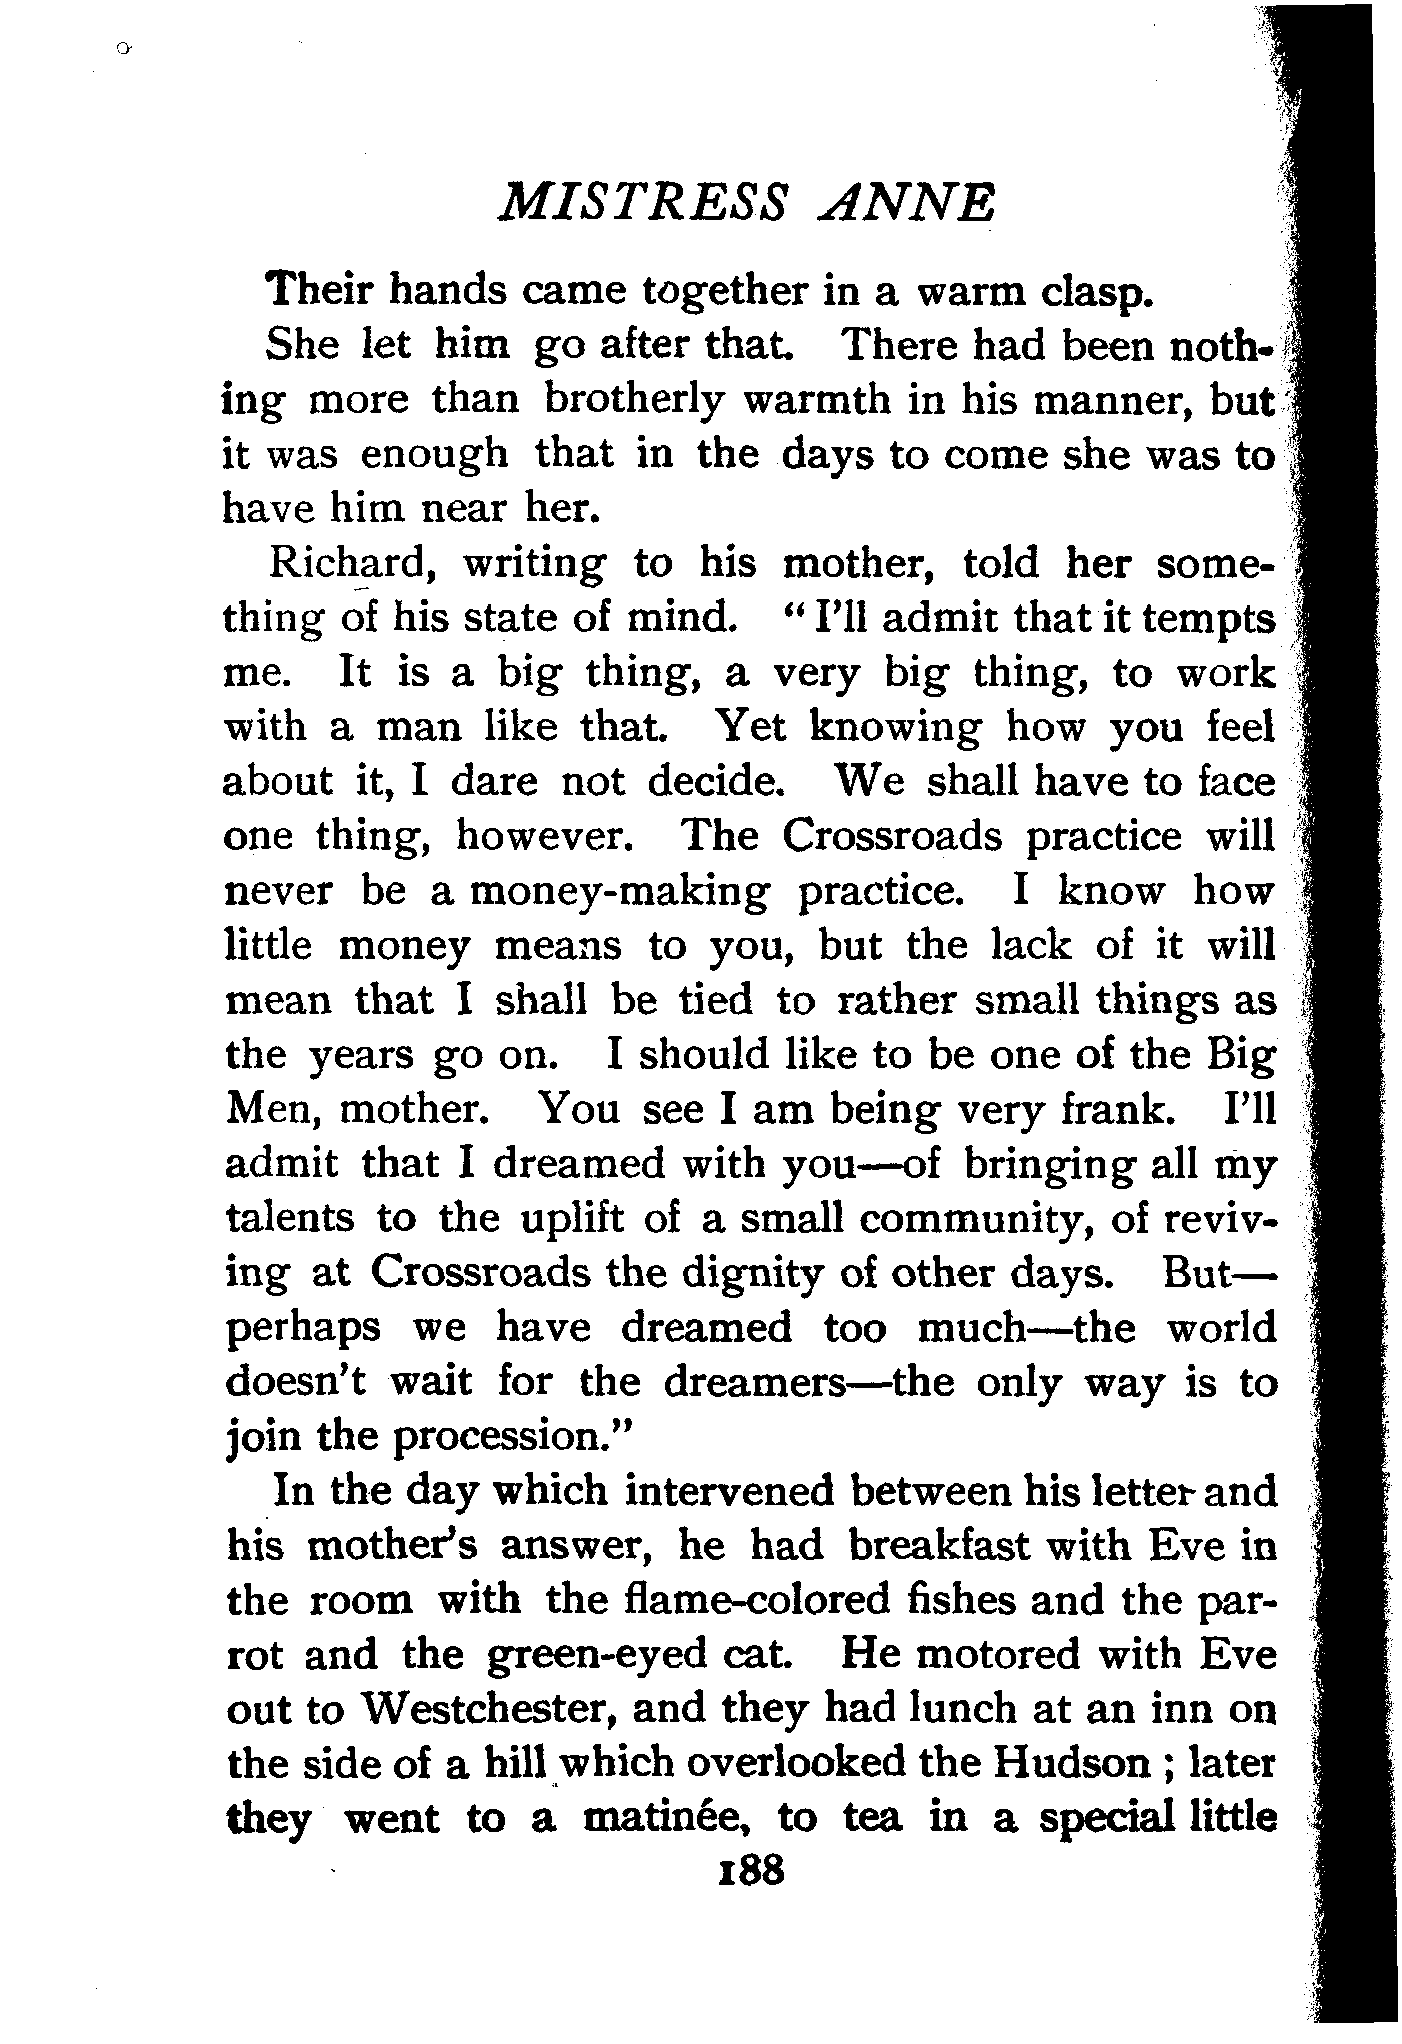 MISTRESS ANNE
Their hands came together in a warm clasp.
She let him go after that. There had been noth-
ing more than brotherly warmth in his manner, but
it was enough that in the days to come she was to
have him near her.
Richard, writing to his mother, told her some-
thing of his state of mind. "I'll admit that it tempts
me. It is a big thing, a very big thing, to work
with a man like that. Yet knowing how you feel
about it, I dare not decide. We shall have to face
one thing, however. The Crossroads practice will
never be a money-making practice. I know how
little money means to you, but the lack of it will
mean that I shall be tied to rather small things as
the years go on. I should like to be one of the Big
Men, mother. You see I am being very frank. I'll
admit that I dreamed with you—of bringing all my
talents to the uplift of a small community, of reviv-
ing at Crossroads the dignity of other days. But—
perhaps we have dreamed too much—the world
doesn't wait for the dreamers—the only way is to
join the procession."
In the day which intervened between his letter and
his mother's answer, he had breakfast with Eve in
the room with the flame-colored fishes and the par-
rot and the green-eyed cat. He motored with Eve
out to Westchester, and they had lunch at an inn on
the side of a hill which overlooked the Hudson; later
they went to a matinée, to tea in a special little
188